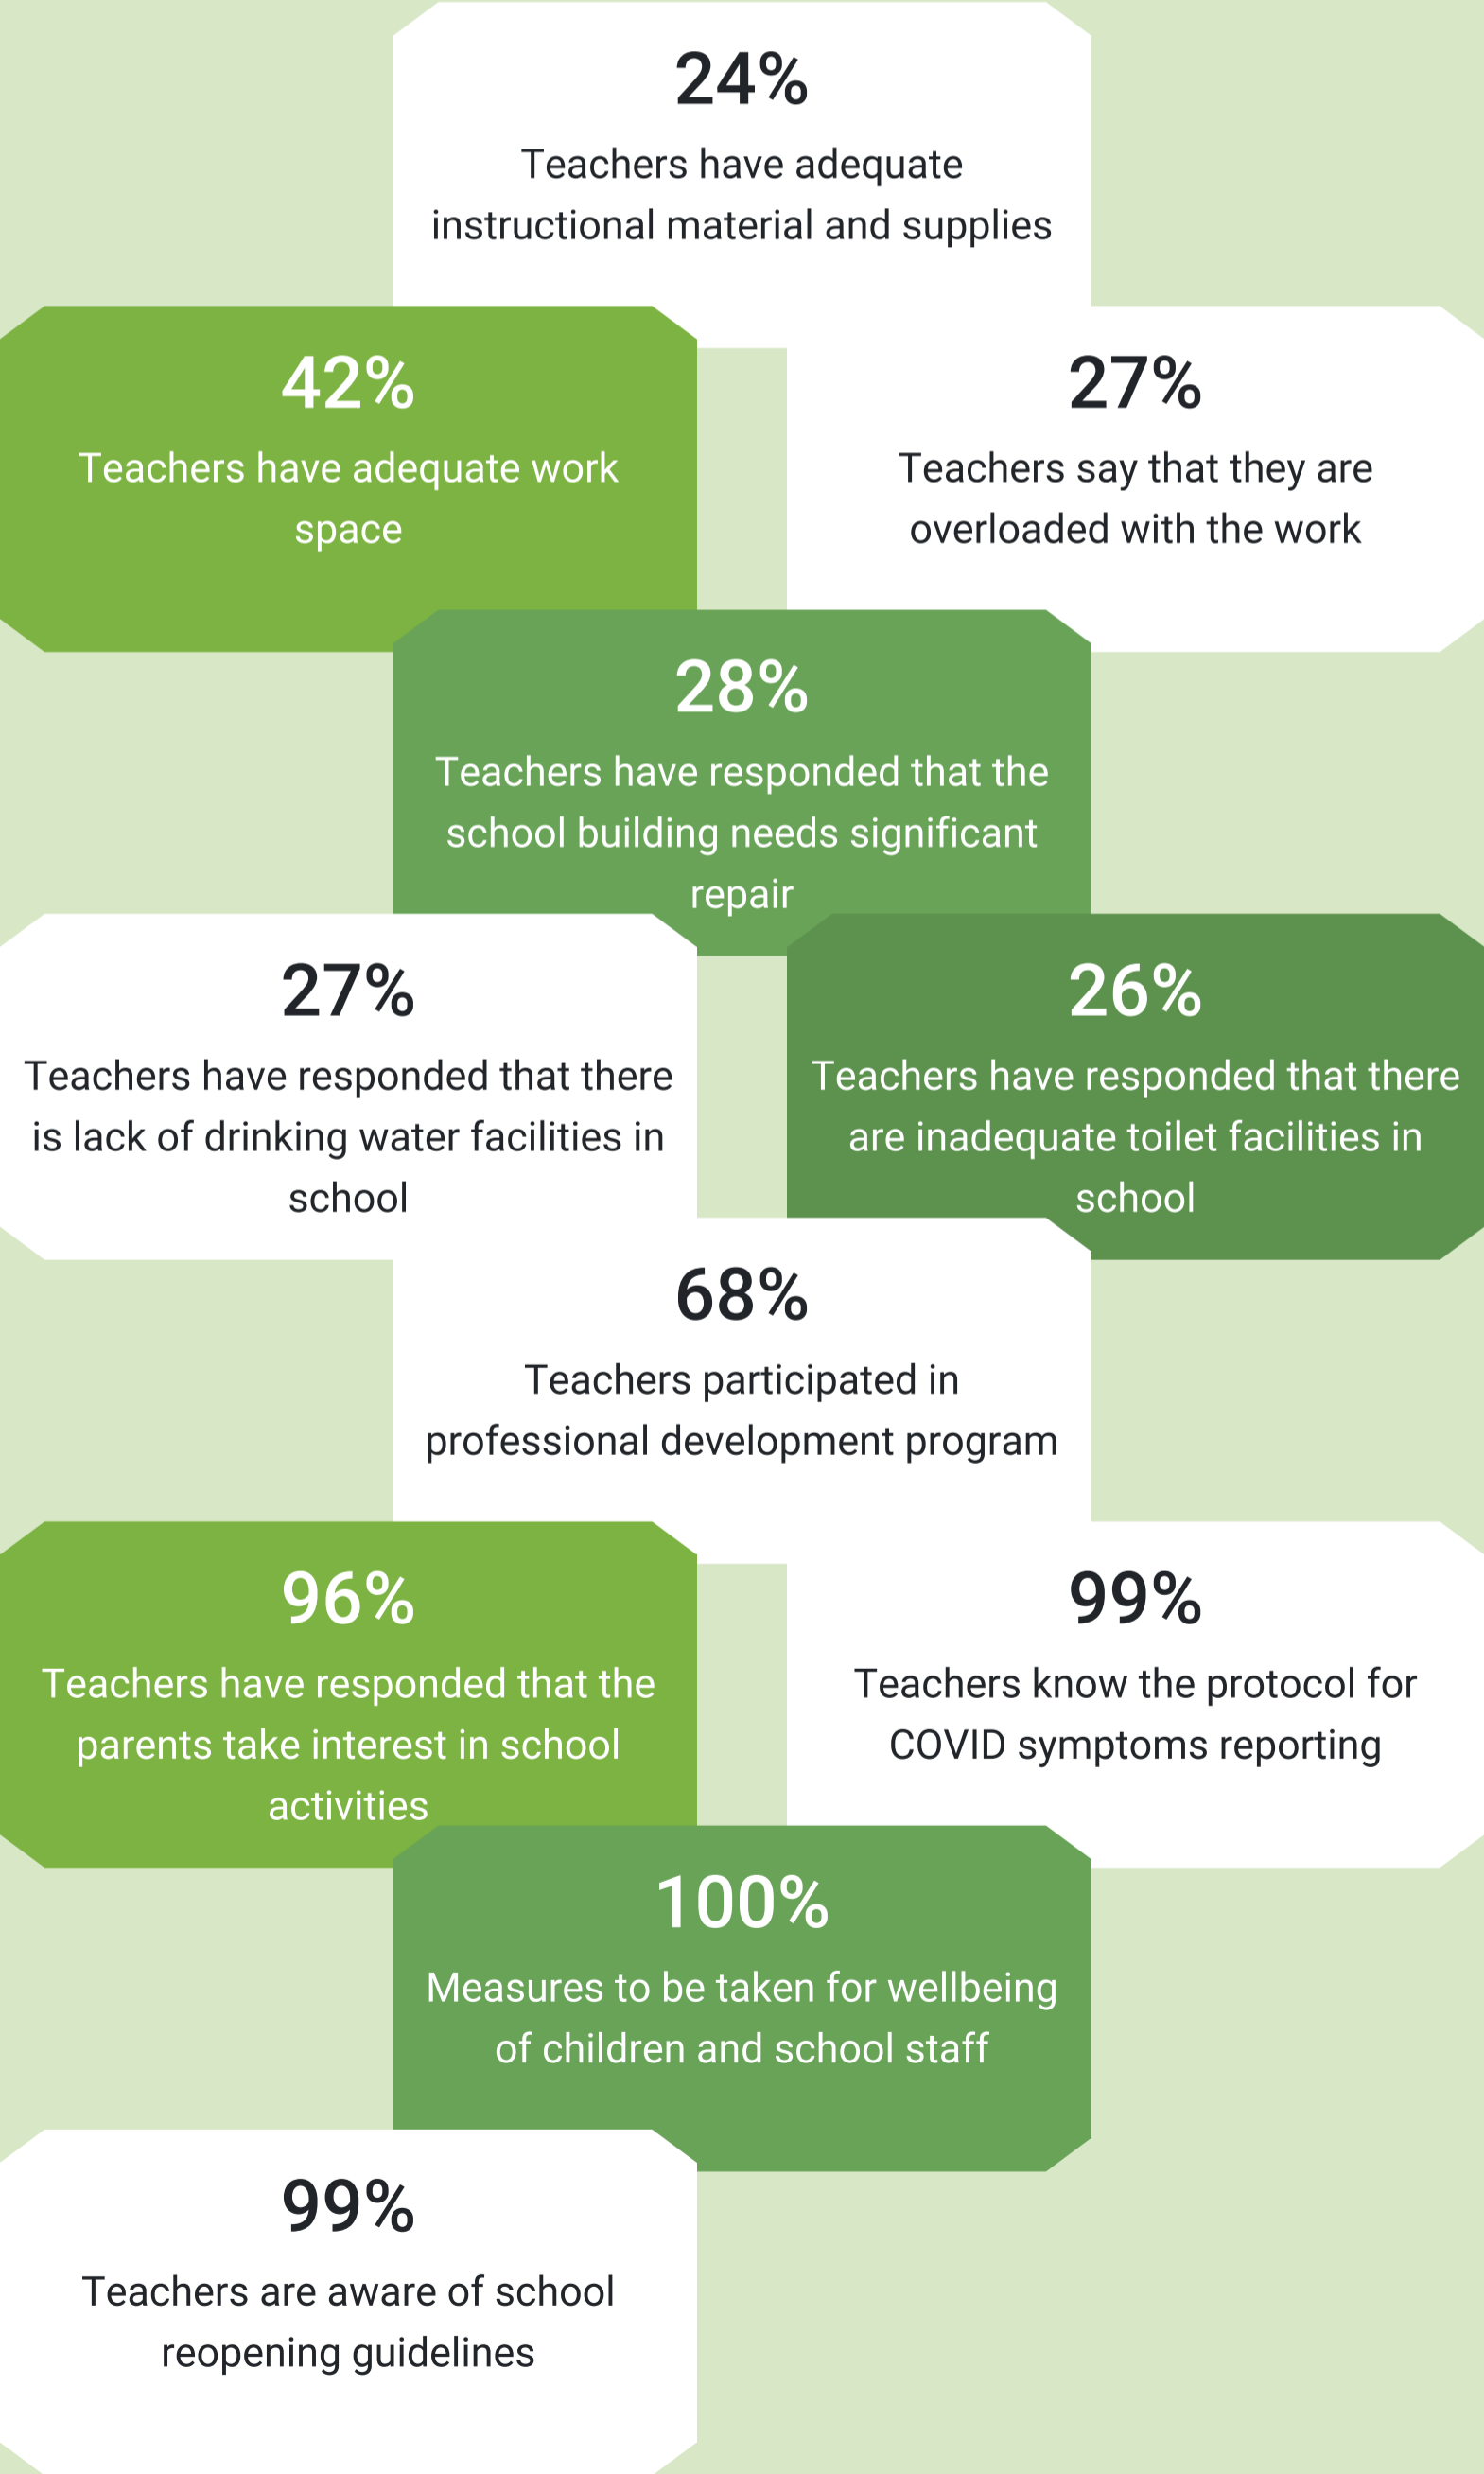 24%
Teachers have adequate
instructional material and supplies
42%
Teachers have adequate work
space
27%
Teachers say that they are
overloaded with the work
28%
Teachers have responded that the
school building needs significant
repair
27%
Teachers have responded that there
is lack of drinking water facilities in
school
26%
Teachers have responded that there
are inadequate toilet facilities in
school
68%
Teachers participated in
professional development program
96%
Teachers have responded that the
parents take interest in school
activities
99%
Teachers know the protocol for
COVID symptoms reporting
100%
Measures to be taken for wellbeing
of children and school staff
99%
Teachers are aware of school
reopening guidelines